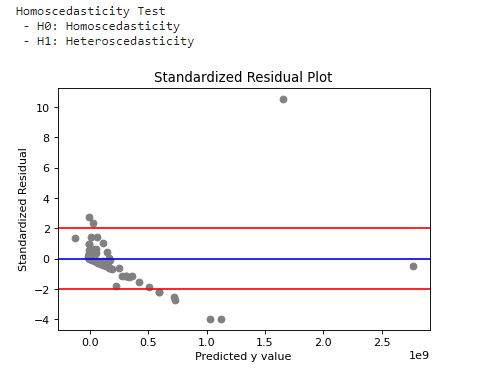 Homoscedasticity Test
- H0: Homoscedasticity
- H1: Heteroscedasticity
Standardized Residual Plot
10
8
6
4
2
0
−2
−4
Standardized Residual
0.0 0.5 1.0 1.5 2.0 2.5
1e9
Predicted y value